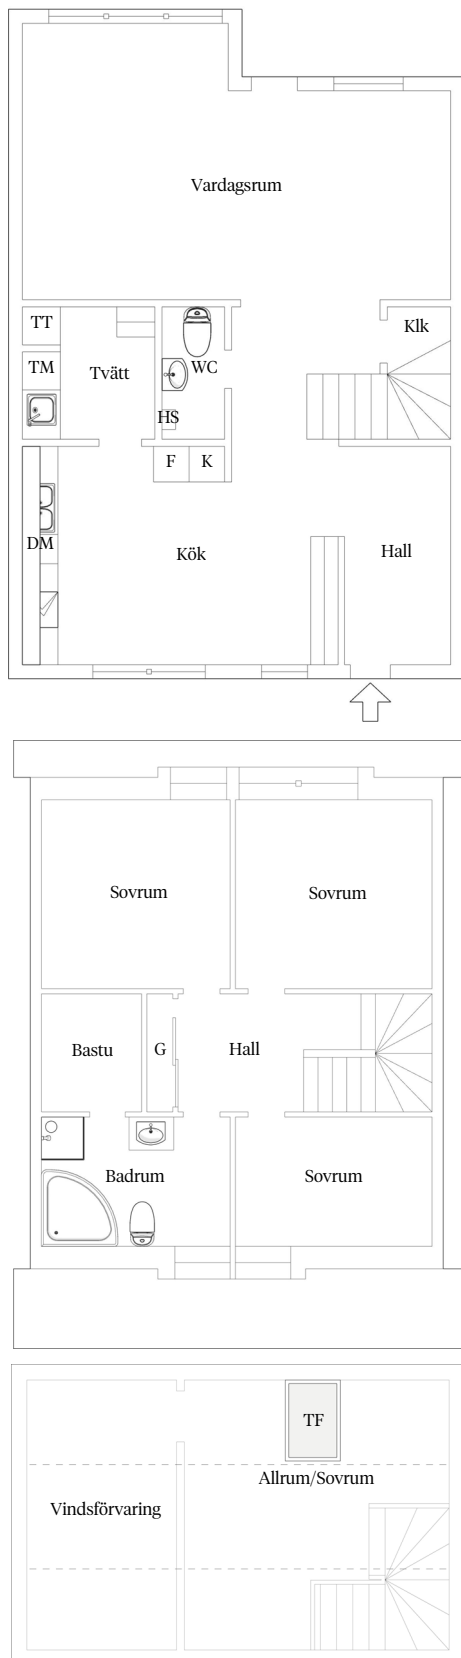 Vardagsrum
TT
Klk
TM
Tvätt
WC
HS
F
K
DM
Kök
Hall
Sovrum
Sovrum
Bastu
G
Hall
Badrum
Sovrum
TF
Allrum/Sovrum
Vindsförvaring